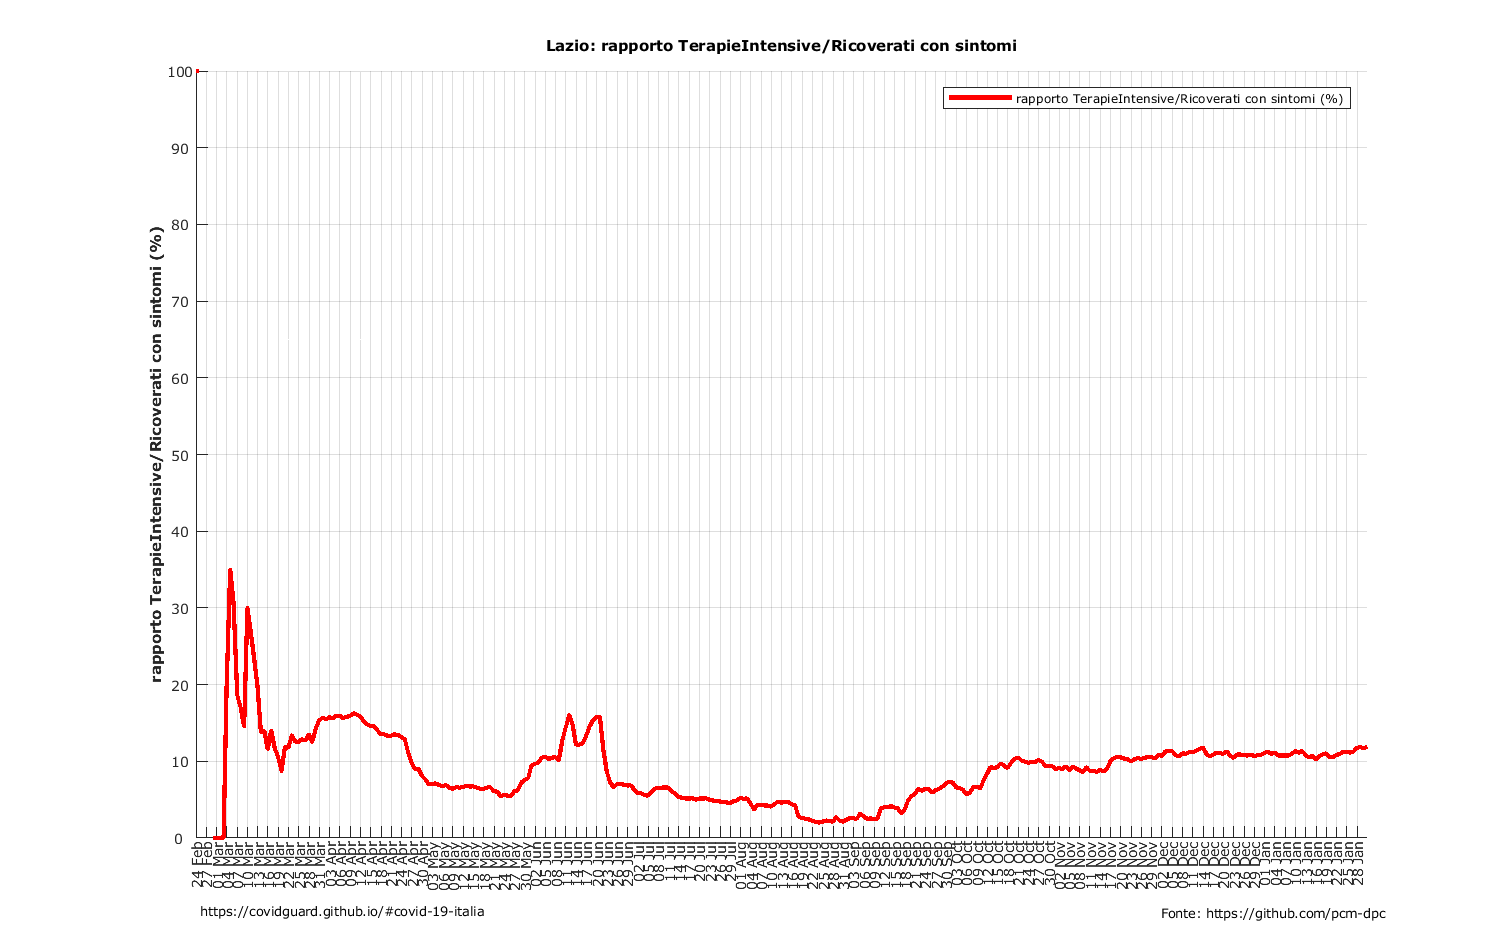 Lazio: rapporto TerapieIntensive/Ricoverati con sintomi
rapporto TerapieIntensive/Ricoverati con sintomi (%)
rapporto TerapieIntensive/Ricoverati con sintomi (%)
100
90
80
70
60
50
40
30
20
10
0
24 Feb
27 Feb
01 Mar
04 Mar
07 Mar
10 Mar
13 Mar
16 Mar
19 Mar
22 Mar
25 Mar
28 Mar
31 Mar
03 Apr
06 Apr
09 Apr
12 Apr
15 Apr
18 Apr
21 Apr
24 Apr
27 Apr
30 Apr
03 May
06 May
09 May
12 May
15 May
18 May
21 May
24 May
27 May
30 May
02 Jun
05 Jun
08 Jun
11 Jun
14 Jun
17 Jun
20 Jun
23 Jun
26 Jun
29 Jun
02 Jul
05 Jul
08 Jul
11 Jul
14 Jul
17 Jul
20 Jul
23 Jul
26 Jul
29 Jul
01 Aug
04 Aug
07 Aug
10 Aug
13 Aug
16 Aug
19 Aug
22 Aug
25 Aug
28 Aug
31 Aug
03 Sep
06 Sep
09 Sep
12 Sep
15 Sep
18 Sep
21 Sep
24 Sep
27 Sep
30 Sep
03 Oct
06 Oct
09 Oct
12 Oct
15 Oct
18 Oct
21 Oct
24 Oct
27 Oct
30 Oct
02 Nov
05 Nov
08 Nov
11 Nov
14 Nov
17 Nov
20 Nov
23 Nov
26 Nov
29 Nov
02 Dec
05 Dec
08 Dec
11 Dec
14 Dec
17 Dec
20 Dec
23 Dec
26 Dec
29 Dec
01 Jan
04 Jan
07 Jan
10 Jan
13 Jan
16 Jan
19 Jan
22 Jan
25 Jan
28 Jan
https://covidguard.github.io/#covid-19-italia
Fonte: https://github.com/pcm-dpc